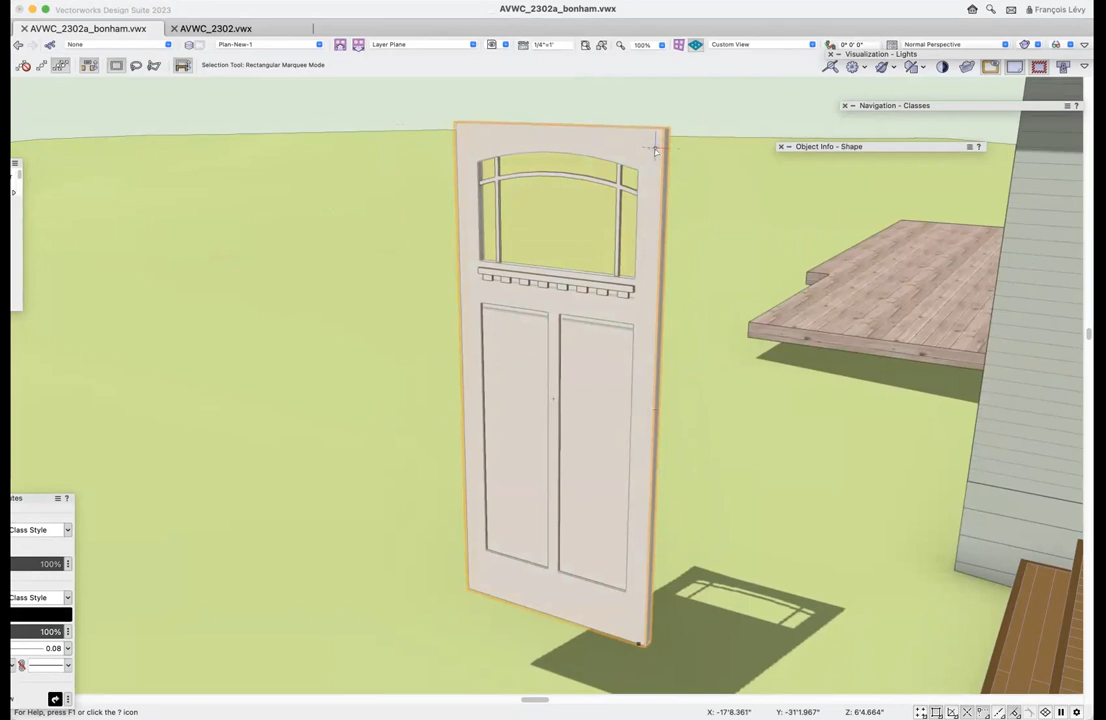 Vectorworks Design Suite 2023
AVWC_2302a_bonham.vwx
François Lévy
AVWC_2302a_bonham.vwx
AVWC_2302.vwx
None
Plan-New-1
Layer Plane
1/4"=1'
100%
Custom View
0° 0' 0"
Normal Perspective
Visualization - Lights
Selection Tool: Rectangular Marquee Mode
Navigation - Classes
Object Info - Shape
utes
Class Style
100%
Class Style
100%
0.08
For Help, press F1 or click the ? icon
X: -17'8.361"
Y: -31'1.967"
Z: 6'4.664"